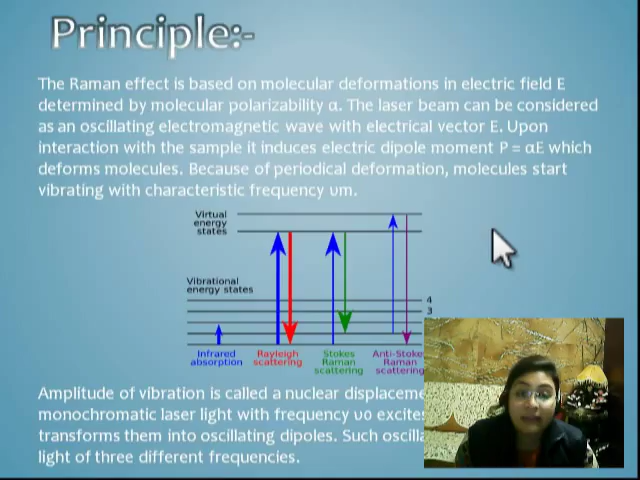 Principle:-
The Raman effect is based on molecular deformations in electric field E
determined by molecular polarizability α. The laser beam can be considered
as an oscillating electromagnetic wave with electrical vector E. Upon
interaction with the sample it induces electric dipole moment P = αE which
deforms molecules. Because of periodical deformation, molecules start
vibrating with characteristic frequency υm.
Virtual
energy
states
Vibrational
energy states
4
3
Infrared
absorption
Rayleigh
scattering
Stokes
Raman
scattering
Anti-Stoke
Raman
scattering
Amplitude of vibration is called a nuclear displaceme
monochromatic laser light with frequency υ0 excites
transforms them into oscillating dipoles. Such oscilla
light of three different frequencies.